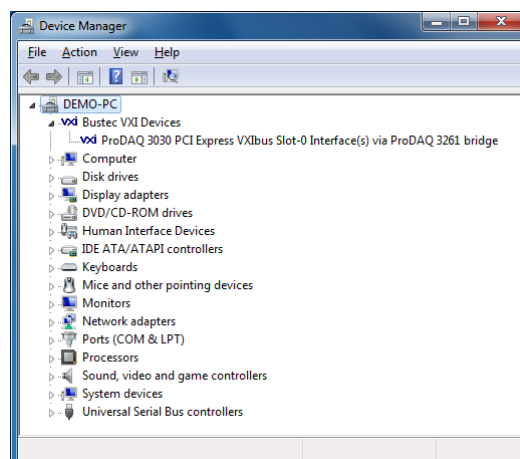 Device Manager
File Action View Help
DEMO-PC
vxi Bustec VXI Devices
vxi ProDAQ 3030 PCI Express VXIbus Slot-0 Interface(s) via ProDAQ 3261 bridge
Computer
Disk drives
Display adapters
DVD/CD-ROM drives
Human Interface Devices
IDE ATA/ATAPI controllers
Keyboards
Mice and other pointing devices
Monitors
Network adapters
Ports (COM & LPT)
Processors
Sound, video and game controllers
System devices
Universal Serial Bus controllers